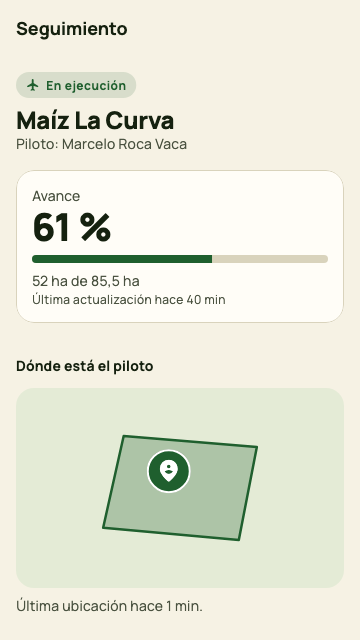 Seguimiento
En ejecución
Maíz La Curva
Piloto: Marcelo Roca Vaca
Avance
61 %
52 ha de 85,5 ha
Última actualización hace 40 min
Dónde está el piloto
Última ubicación hace 1 min.